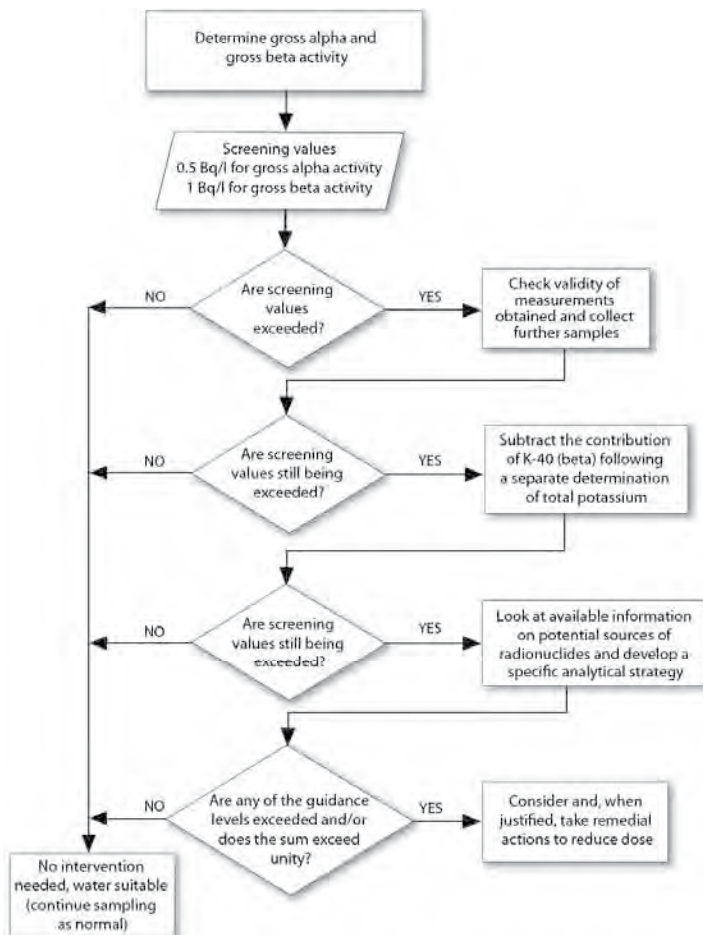 Determine gross alpha and
gross beta activity
Screening values
0.5 Bq/l for gross alpha activity
1 Bq/l for gross beta activity
NO
Are screening
values
exceeded?
YES
Check validity of
measurements
obtained and collect
further samples
NO
Are screening
values still being
exceeded?
YES
Subtract the contribution
of K-40 (beta) following
a separate determination
of total potassium
NO
Are screening
values still being
exceeded?
YES
Look at available information
on potential sources of
radionuclides and develop a
specific analytical strategy
NO
Are any of the guidance
levels exceeded and/or
does the sum exceed
unity?
YES
Consider and, when
justified, take remedial
actions to reduce dose
No intervention
needed, water suitable
(continue sampling
as normal)